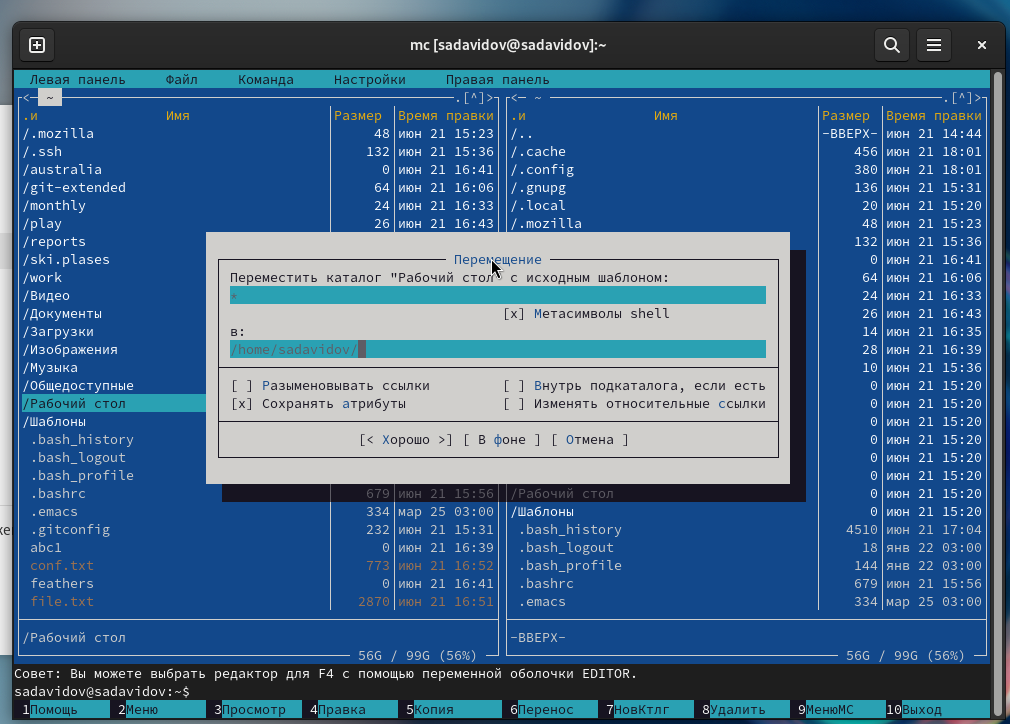 mc [sadavidov@sadavidov]:~
Левая панель Файл Команда Настройки Правая панель
<- ~ .[^]> <- ~ .[^]>
.и Имя Размер Время правки .и Имя Размер Время правки
/.mozilla 48 июн 21 15:23 /.. -ВВЕРХ- июн 21 14:44
/.ssh 132 июн 21 15:36 /.cache 456 июн 21 18:01
/australia 0 июн 21 16:41 /.config 380 июн 21 18:01
/git-extended 64 июн 21 16:06 /.gnupg 136 июн 21 15:31
/monthly 24 июн 21 16:33 /.local 20 июн 21 15:20
/play 26 июн 21 16:43 /.mozilla 48 июн 21 15:23
/reports 132 июн 21 15:36
/ski.plases Перемещение 0 июн 21 16:41
/work Переместить каталог "Рабочий стол" с исходным шаблоном: 64 июн 21 16:06
/Видео * 24 июн 21 16:33
/Документы [x] Метасимволы shell 26 июн 21 16:43
/Загрузки в: 14 июн 21 16:35
/Изображения /home/sadavidov/ 28 июн 21 16:39
/Музыка 10 июн 21 15:36
/Общедоступные [ ] Разыменовывать ссылки [ ] Внутрь подкаталога, если есть 0 июн 21 15:20
/Рабочий стол [x] Сохранять атрибуты [ ] Изменять относительные ссылки 0 июн 21 15:20
/Шаблоны 0 июн 21 15:20
.bash_history [< Хорошо >] [ В фоне ] [ Отмена ] 0 июн 21 15:20
.bash_logout 0 июн 21 15:20
.bash_profile 0 июн 21 15:20
.bashrc 679 июн 21 15:56 /Рабочий стол 0 июн 21 15:20
.emacs 334 мар 25 03:00 /Шаблоны 0 июн 21 15:20
.gitconfig 232 июн 21 15:31 .bash_history 4510 июн 21 17:04
abc1 0 июн 21 16:39 .bash_logout 18 янв 22 03:00
conf.txt 773 июн 21 16:52 .bash_profile 144 янв 22 03:00
feathers 0 июн 21 16:41 .bashrc 679 июн 21 15:56
file.txt 2870 июн 21 16:51 .emacs 334 мар 25 03:00
/Рабочий стол -ВВЕРХ-
56G / 99G (56%) 56G / 99G (56%)
Совет: Вы можете выбрать редактор для F4 с помощью переменной оболочки EDITOR.
sadavidov@sadavidov:~$
1Помощь 2Меню 3Просмотр 4Правка 5Копия 6Перенос 7НовКтлг 8Удалить 9МенюМС 10Выход